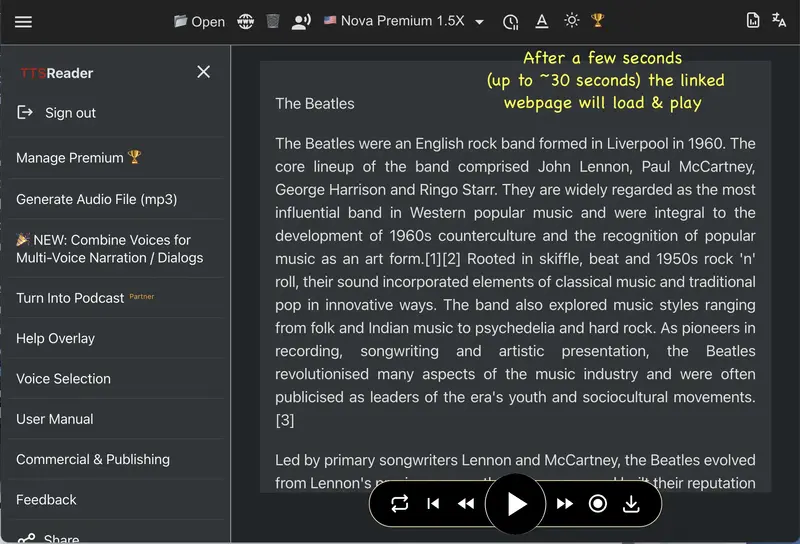 Open
Nova Premium 1.5X
TTSReader
Sign out
Manage Premium
Generate Audio File (mp3)
NEW: Combine Voices for
Multi-Voice Narration / Dialogs
Turn Into Podcast Partner
Help Overlay
Voice Selection
User Manual
Commercial & Publishing
Feedback
Share
After a few seconds
(up to ~30 seconds) the linked
webpage will load & play
The Beatles
The Beatles were an English rock band formed in Liverpool in 1960. The
core lineup of the band comprised John Lennon, Paul McCartney,
George Harrison and Ringo Starr. They are widely regarded as the most
influential band in Western popular music and were integral to the
development of 1960s counterculture and the recognition of popular
music as an art form.[1][2] Rooted in skiffle, beat and 1950s rock 'n'
roll, their sound incorporated elements of classical music and traditional
pop in innovative ways. The band also explored music styles ranging
from folk and Indian music to psychedelia and hard rock. As pioneers in
recording, songwriting and artistic presentation, the Beatles
revolutionised many aspects of the music industry and were often
publicised as leaders of the era's youth and sociocultural movements.
[3]
Led by primary songwriters Lennon and McCartney, the Beatles evolved
from Lennon's their reputation